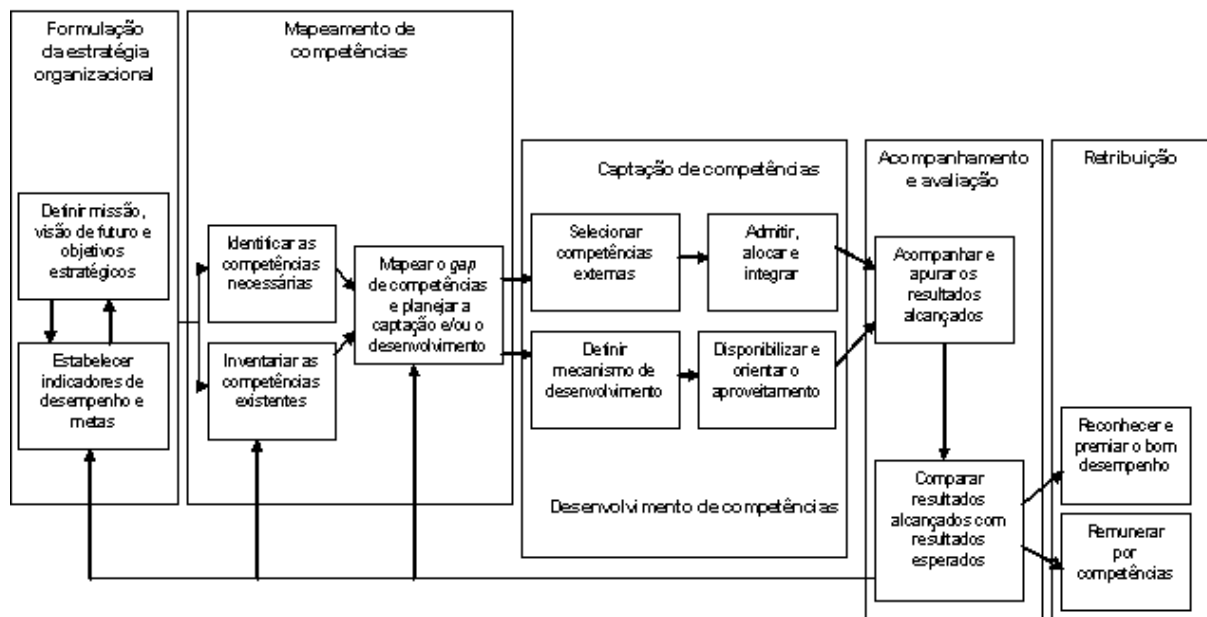 Formulação
da estratégia
organizacional
Definir missão,
visão de futuro e
objetivos
estratégicos
Estabelecer
indicadores de
desempenho e
metas
Mapeamento de
competências
Identificar as
competências
necessárias
Inventariar as
competências
existentes
Mapear o gap
de competências
e planejar a
captação e/ou o
desenvolvimento
Captação de competências
Selecionar
competências
externas
Admitir,
alocar e
integrar
Definir
mecanismo de
desenvolvimento
Disponibilizar e
orientar o
aproveitamento
Desenvolvimento de competências
Acompanhamento
e avaliação
Acompanhar e
apurar os
resultados
alcançados
Comparar
resultados
alcançados com
resultados
esperados
Retribuição
Reconhecer e
premiar o bom
desempenho
Remunerar
por
competências